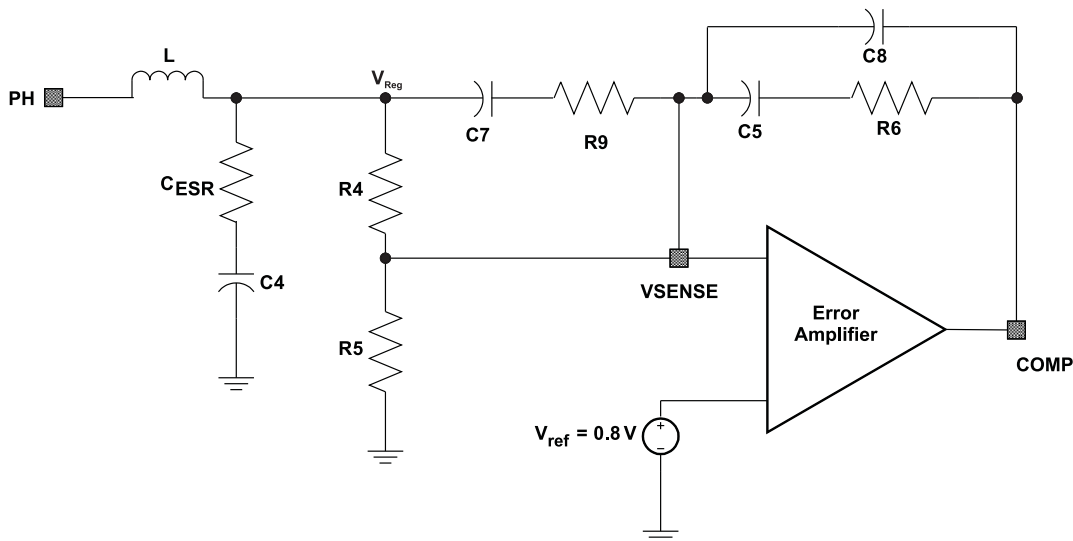 C8
L
PH
VReg
C7
R9
C5
R6
CESR
R4
C4
VSENSE
Error
Amplifier
R5
COMP
Vref = 0.8 V
+
–